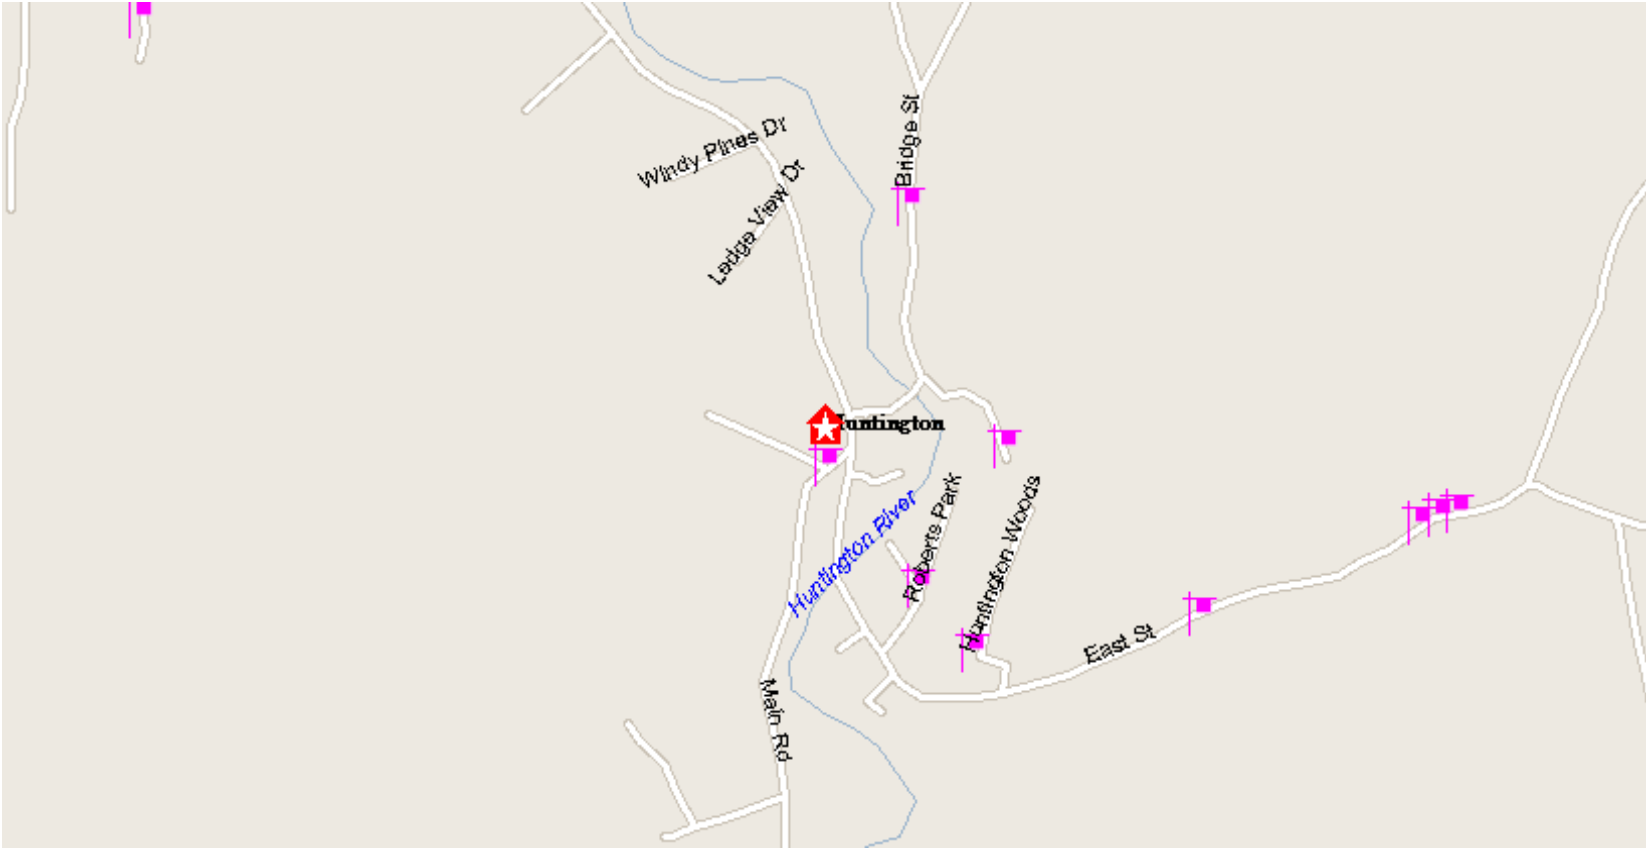 Bridge St
Windy Pines Dr
Ledge View Dr
Huntington
Huntington River
Roberts Park
Huntington Woods
East St
Main Rd